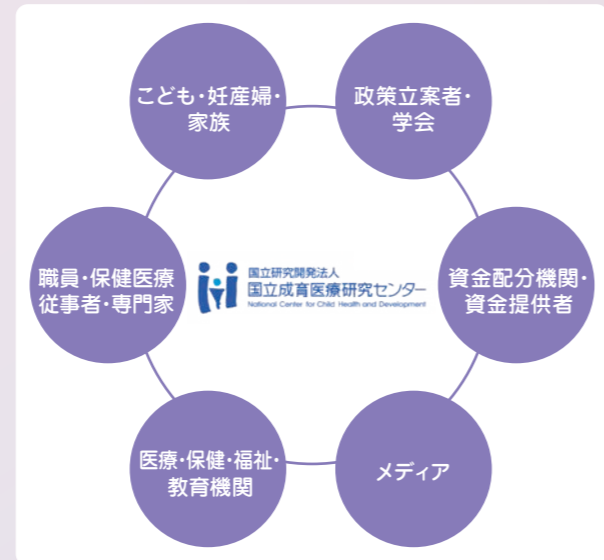 こども・妊産婦・
家族
政策立案者・
学会
職員・保健医療
従事者・専門家
国立研究開発法人
国立成育医療研究センター
National Center for Child Health and Development
資金配分機関・
資金提供者
医療・保健・福祉・
教育機関
メディア